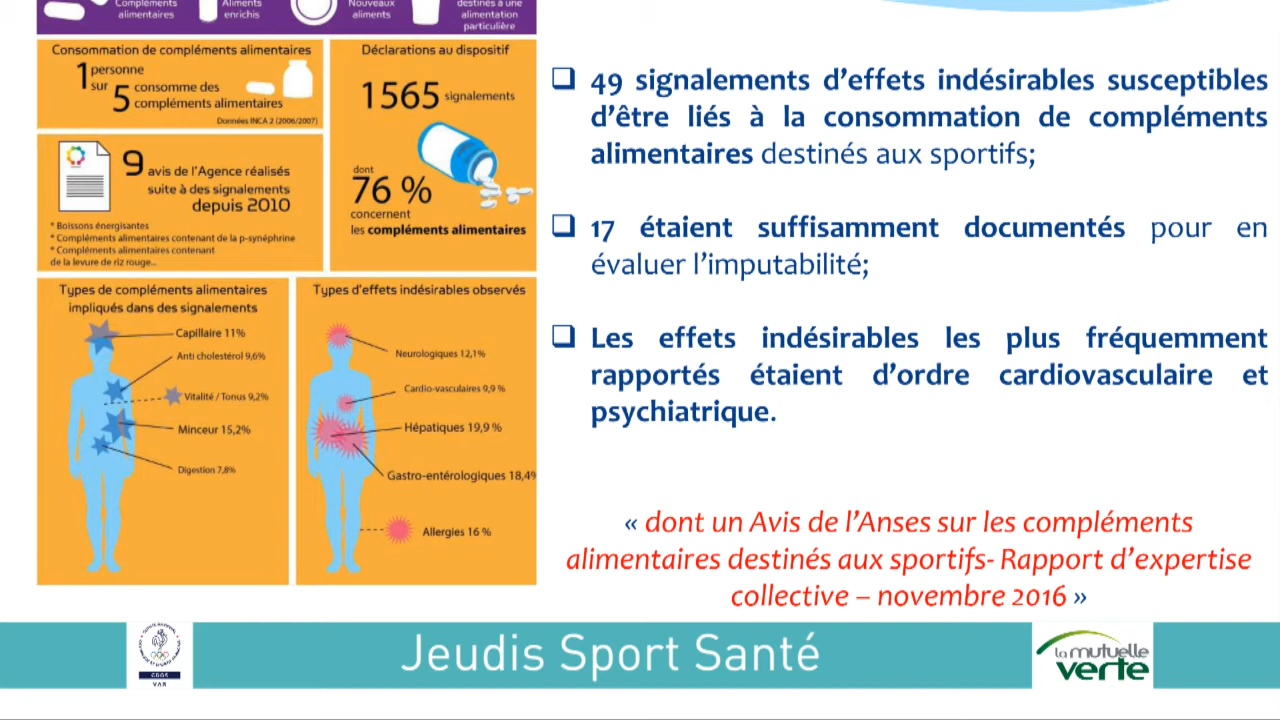 Compléments
alimentaires
Aliments
enrichis
Nouveaux
aliments
destinés à une
alimentation
particulière
Consommation de compléments alimentaires
1 personne
sur 5 consomme des
compléments alimentaires
Données INCA 2 (2006/2007)
9 avis de l'Agence réalisés
suite à des signalements
depuis 2010
* Boissons énergisantes
* Compléments alimentaires contenant de la p-synéphrine
* Compléments alimentaires contenant
de la levure de riz rouge...
Déclarations au dispositif
1565 signalements
dont
76 %
concernent
les compléments alimentaires
Types de compléments alimentaires
impliqués dans des signalements
Capillaire 11%
Anti cholestérol 9,6%
Vitalité / Tonus 9,2%
Minceur 15,2%
Digestion 7,8%
Types d'effets indésirables observés
Neurologiques 12,1%
Cardio-vasculaires 9,9 %
Hépatiques 19,9 %
Gastro-entérologiques 18,4%
Allergies 16 %
❑ 49 signalements d'effets indésirables susceptibles
d'être liés à la consommation de compléments
alimentaires destinés aux sportifs;
❑ 17 étaient suffisamment documentés pour en
évaluer l'imputabilité;
❑ Les effets indésirables les plus fréquemment
rapportés étaient d'ordre cardiovasculaire et
psychiatrique.
« dont un Avis de l'Anses sur les compléments
alimentaires destinés aux sportifs- Rapport d'expertise
collective – novembre 2016 »
CDOS
VAR
Jeudis Sport Santé
la mutuelle
verte